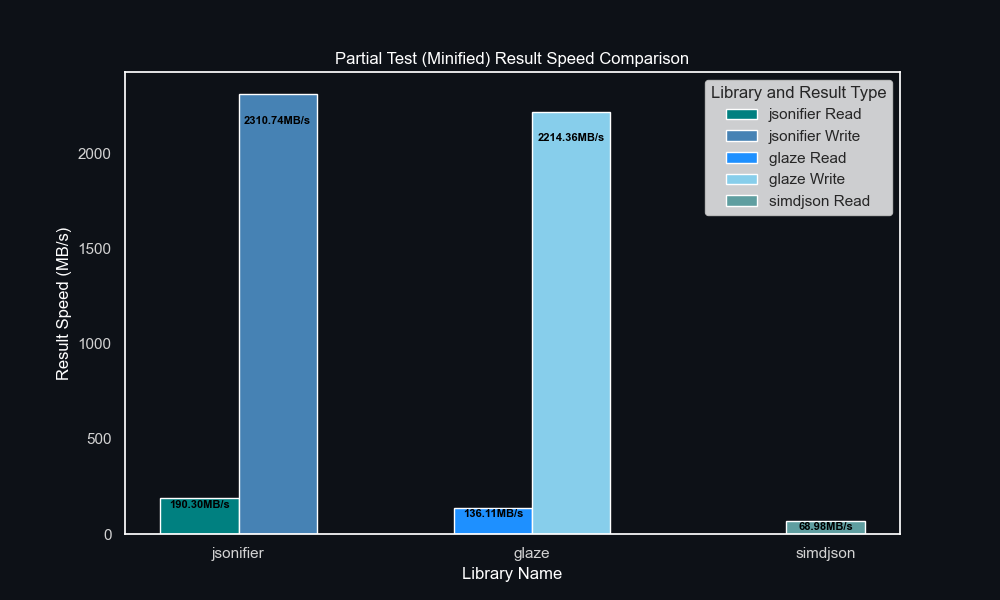 Partial Test (Minified) Result Speed Comparison
Library and Result Type
jsonifier Read
jsonifier Write
glaze Read
glaze Write
simdjson Read
2310.74MB/s
2214.36MB/s
190.30MB/s
136.11MB/s
68.98MB/s
Result Speed (MB/s)
2000
1500
1000
500
0
jsonifier
glaze
simdjson
Library Name